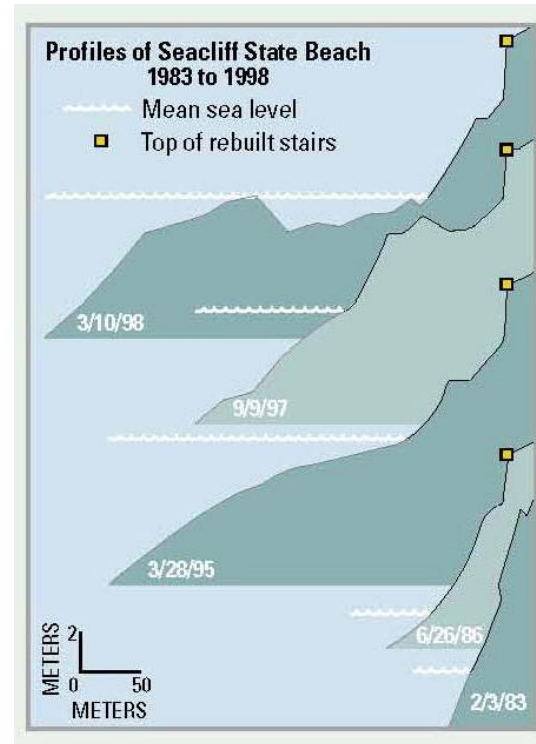 Profiles of Seacliff State Beach
1983 to 1998
Mean sea level
Top of rebuilt stairs
3/10/98
9/9/97
3/28/95
6/26/86
2/3/83
METERS
2
0 50
METERS